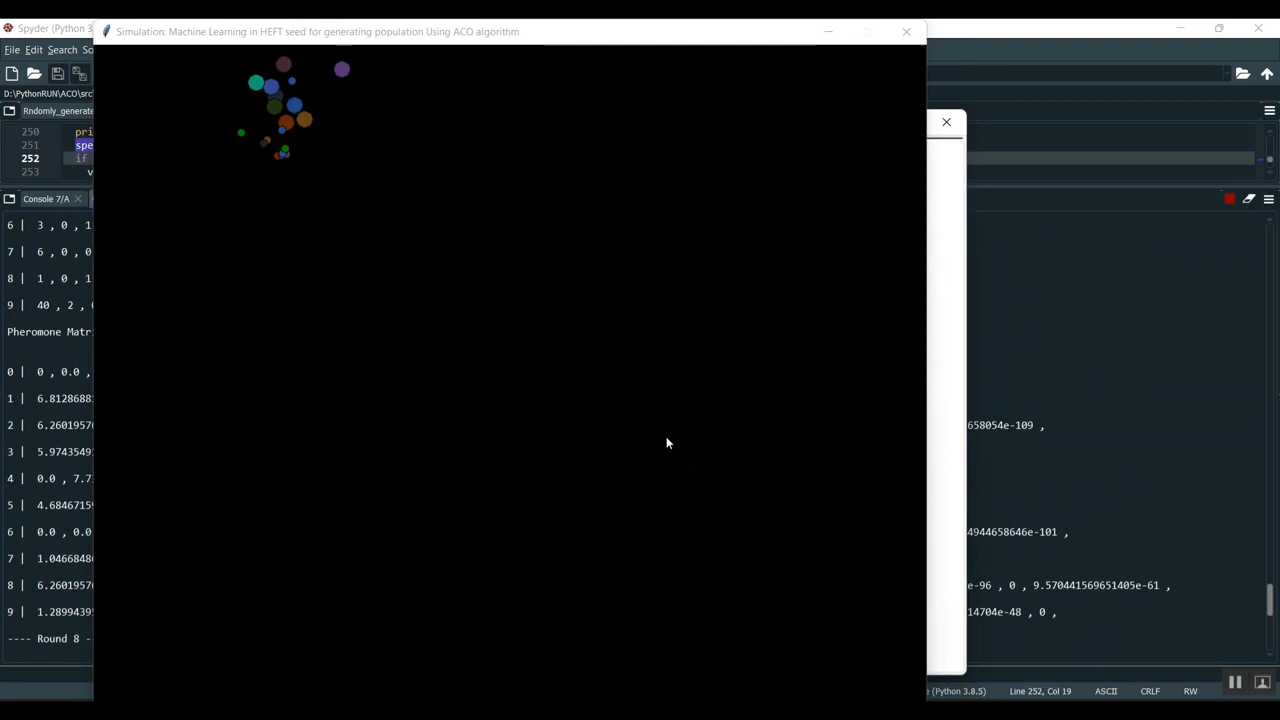 Spyder (Python 3
Simulation: Machine Learning in HEFT seed for generating population Using ACO algorithm
File Edit Search So
D:\PythonRUN\ACO\src
Rndomly_generate
250 pri
251 spe
252 if
253 v
Console 7/A
6 | 3 , 0 , 1
7 | 6 , 0 , 0
8 | 1 , 0 , 1
9 | 40 , 2 ,
Pheromone Matr
0 | 0 , 0.0 ,
1 | 6.8128688
2 | 6.2601957
658054e-109 ,
3 | 5.9743549
4 | 0.0 , 7.7
5 | 4.6846715
6 | 0.0 , 0.0
4944658646e-101 ,
7 | 1.0466848
8 | 6.2601957
e-96 , 0 , 9.570441569651405e-61 ,
9 | 1.2899439
14704e-48 , 0 ,
---- Round 8 --
(Python 3.8.5) Line 252, Col 19 ASCII CRLF RW